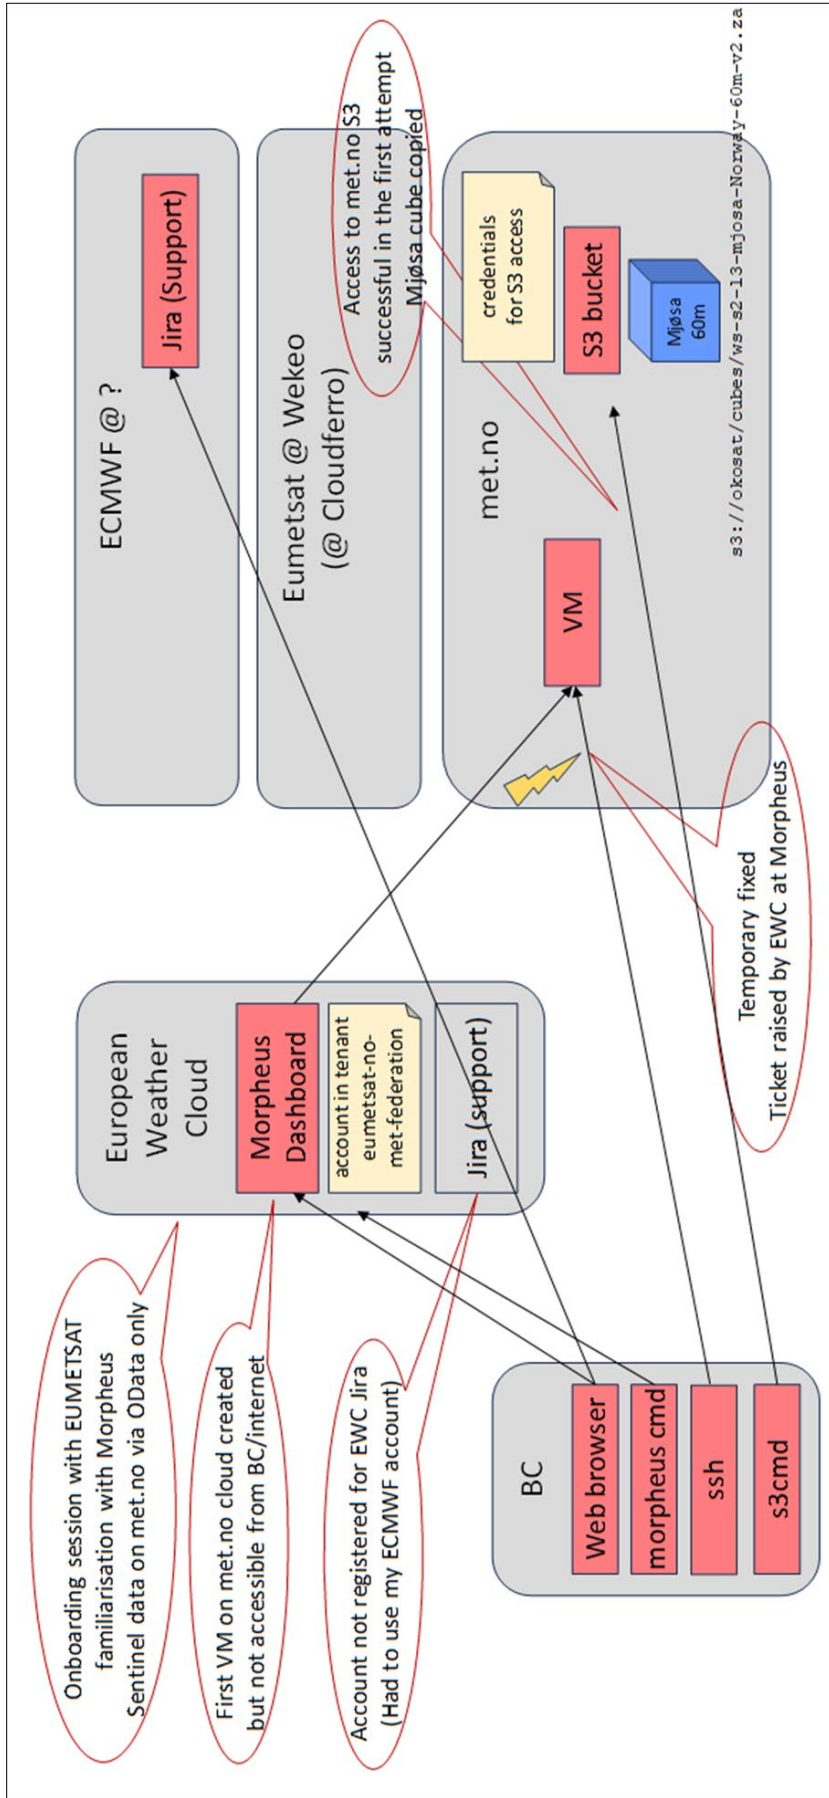 Onboarding session with EUMETSAT
familiarisation with Morpheus
Sentinel data on met.no via OData only
First VM on met.no cloud created
but not accessible from BC/internet
Account not registered for EWC Jira
(Had to use my ECMWF account)
BC
Web browser
morpheus cmd
ssh
s3cmd
European
Weather
Cloud
Morpheus
Dashboard
account in tenant
eumetsat-no-
met-federation
Jira (support)
Temporary fixed
Ticket raised by EWC at Morpheus
ECMWF @ ?
Jira (Support)
Eumetsat @ Wekeo
(@ Cloudferro)
Access to met.no S3
successful in the first attempt
Mjøsa cube copied
met.no
VM
credentials
for S3 access
S3 bucket
Mjøsa
60m
s3://okosat/cubes/ws-s2-13-mjosa-Norway-60m-v2.za